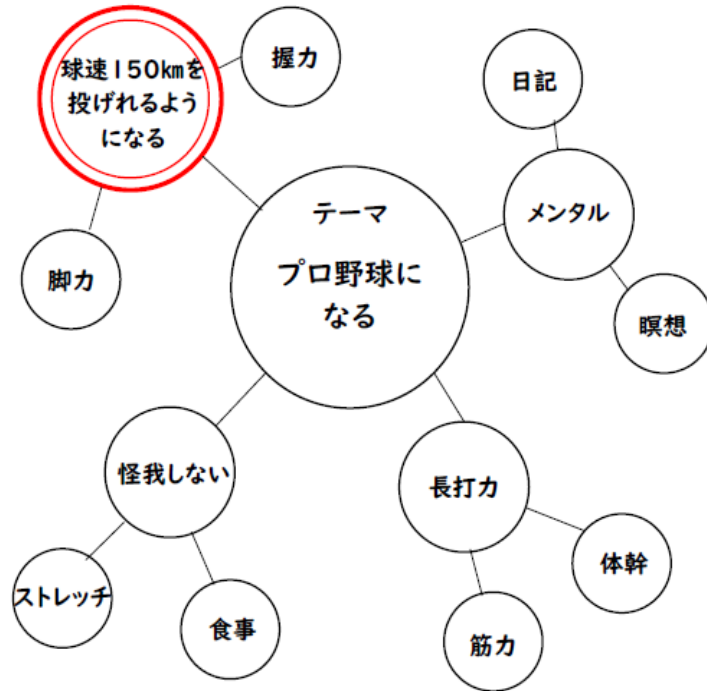 球速150㎞を
投げれるよう
になる
握力
脚力
テーマ
プロ野球に
なる
日記
メンタル
瞑想
怪我しない
ストレッチ
食事
長打力
体幹
筋力